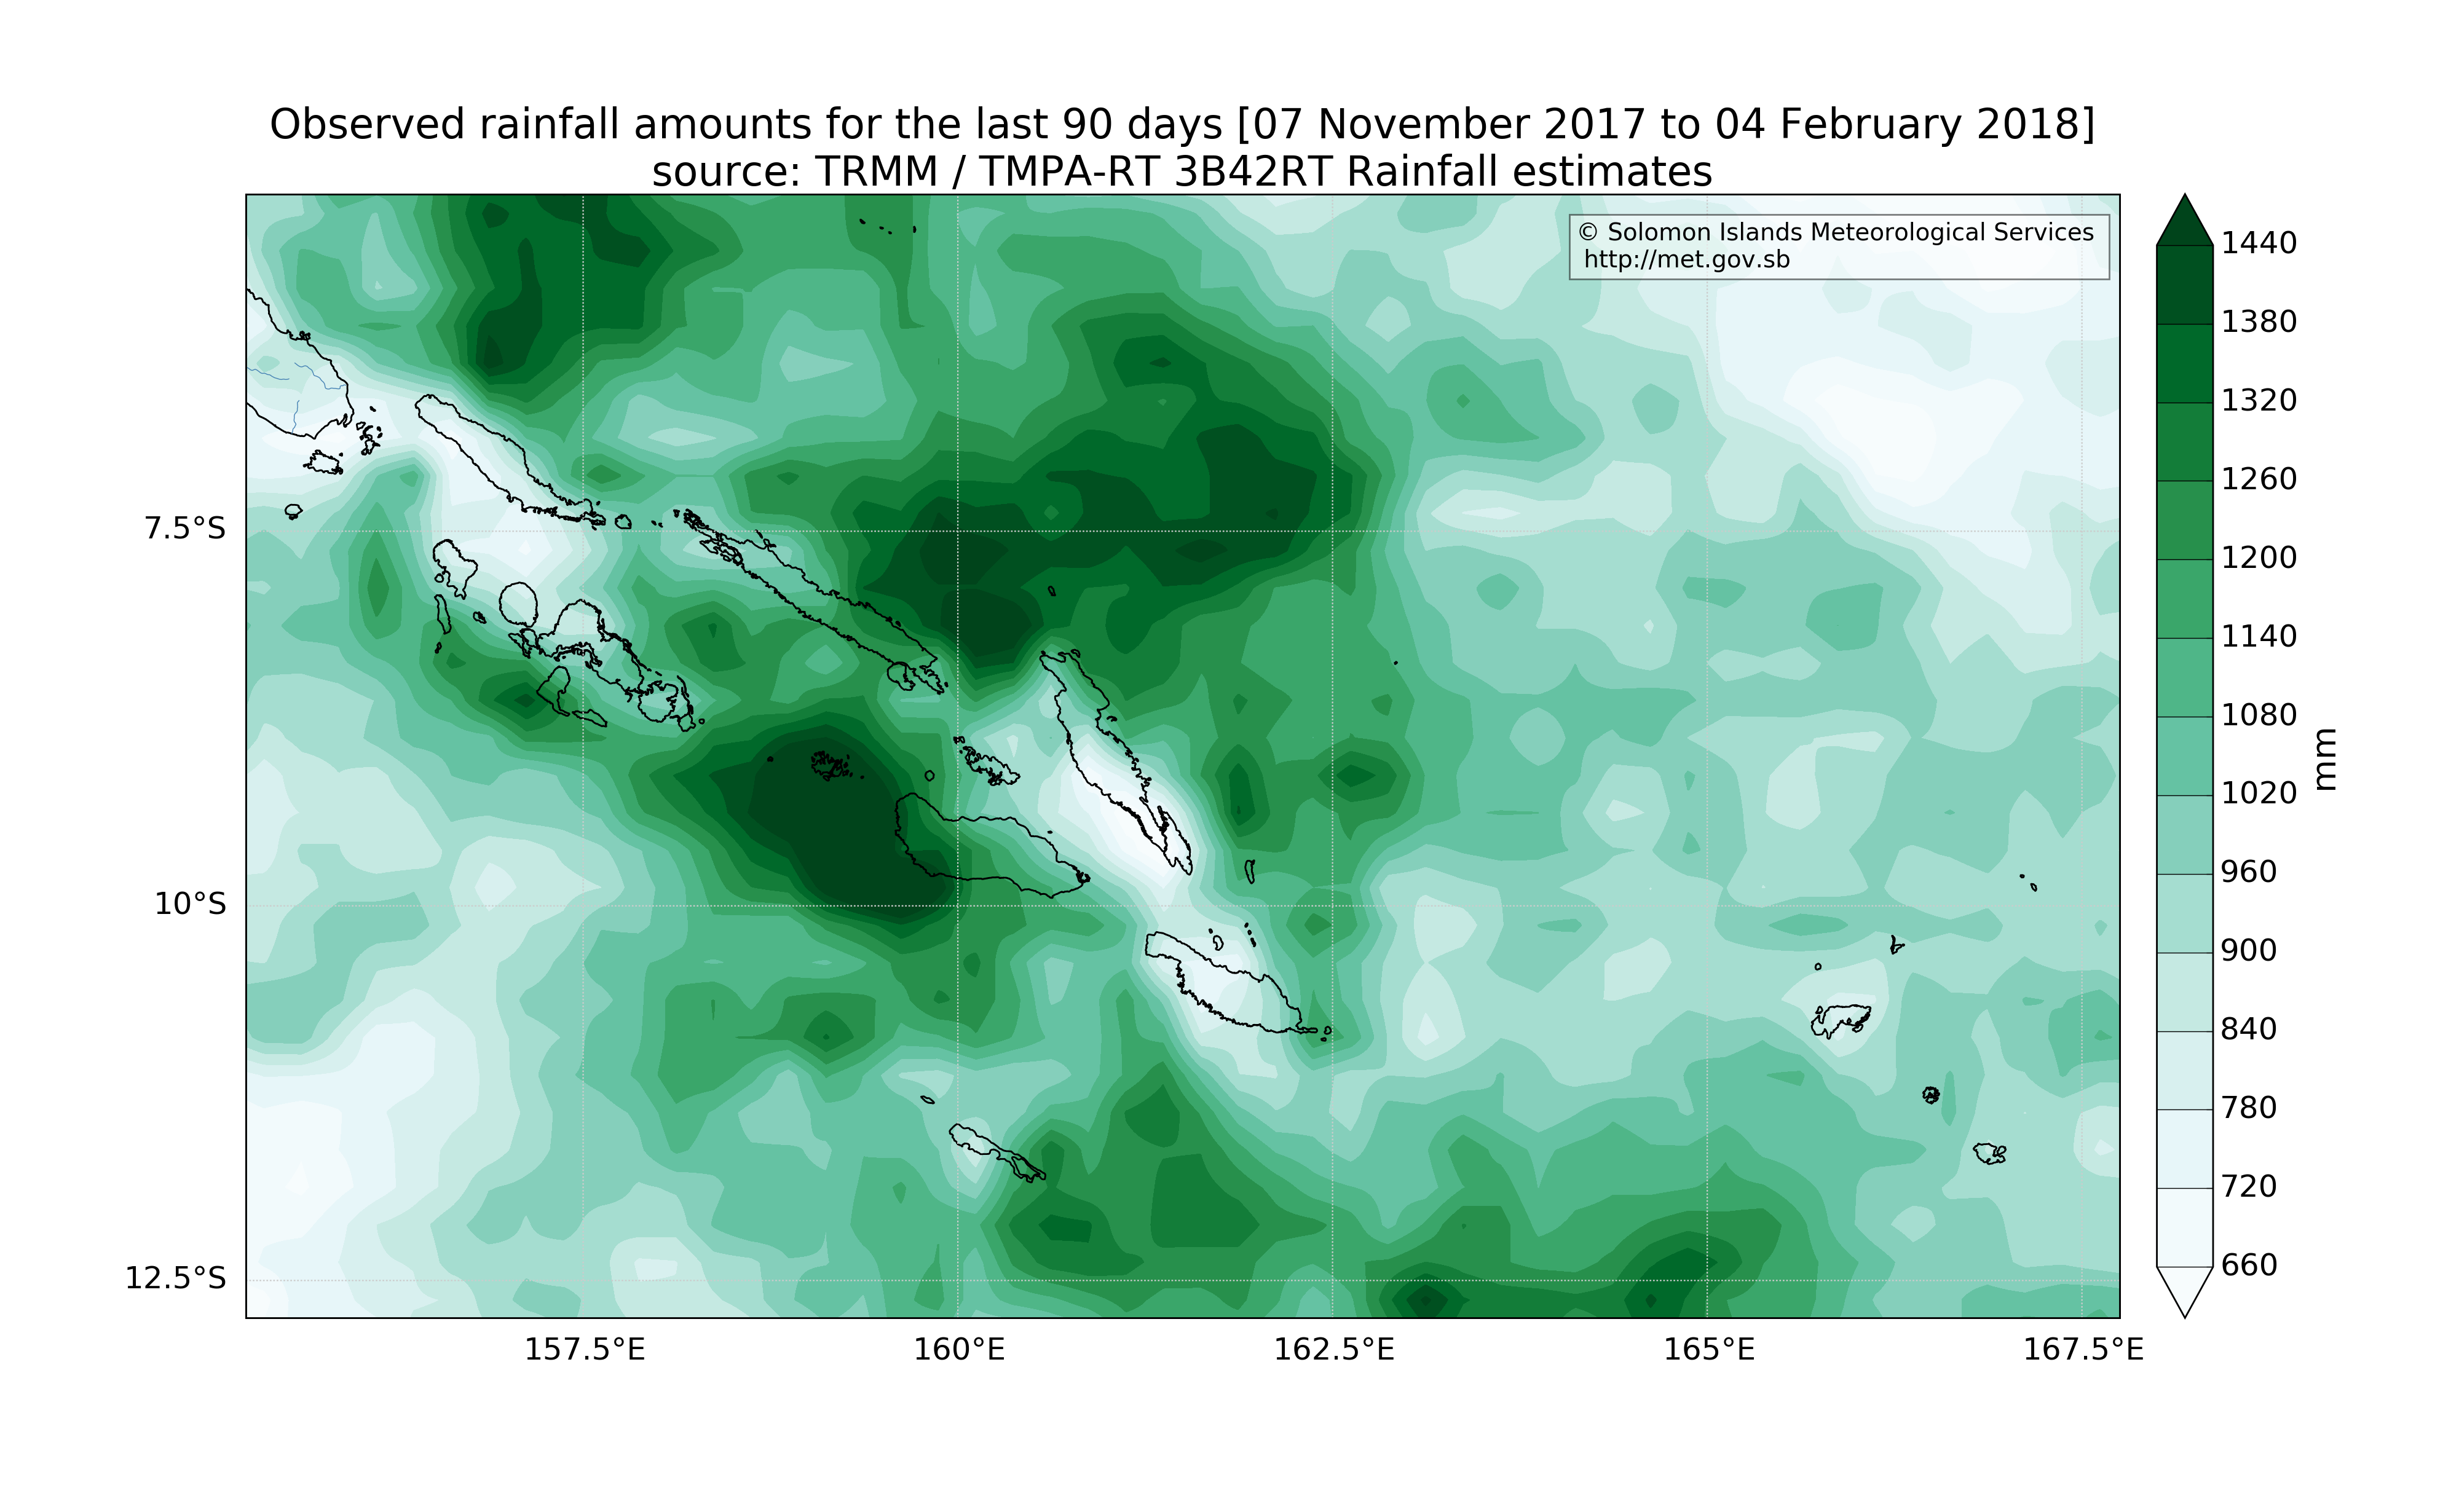 Observed rainfall amounts for the last 90 days [07 November 2017 to 04 February 2018]
source: TRMM / TMPA-RT 3B42RT Rainfall estimates
© Solomon Islands Meteorological Services
http://met.gov.sb
7.5°S
10°S
12.5°S
157.5°E
160°E
162.5°E
165°E
167.5°E
1440
1380
1320
1260
1200
1140
1080
1020
960
900
840
780
720
660
mm